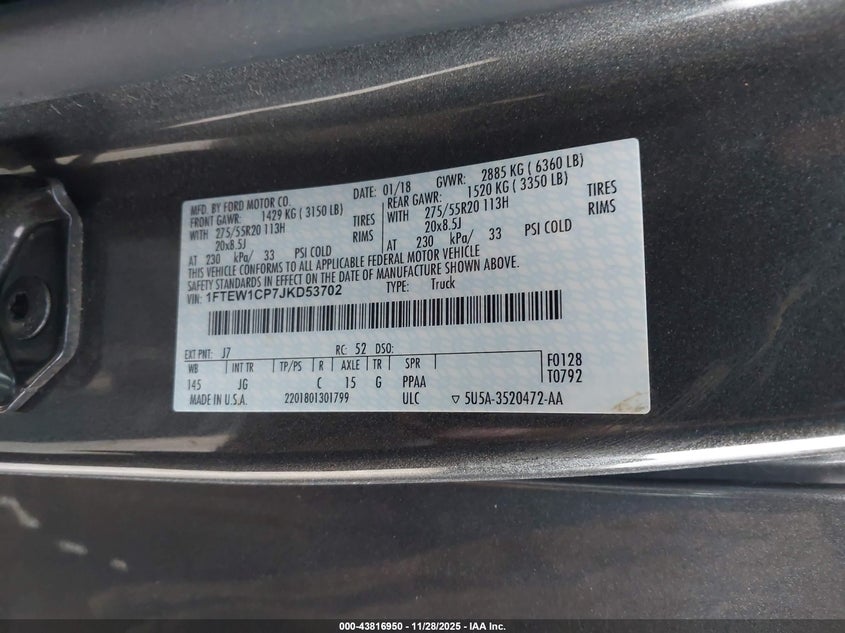 MFD. BY FORD MOTOR CO. DATE: 01/18 GVWR: 2885 KG ( 6360 LB)
FRONT GAWR: 1429 KG ( 3150 LB) REAR GAWR: 1520 KG ( 3350 LB)
WITH 275/55R20 113H TIRES WITH 275/55R20 113H TIRES
20x8.5J RIMS 20x8.5J RIMS
AT 230 kPa/ 33 PSI COLD AT 230 kPa/ 33 PSI COLD
THIS VEHICLE CONFORMS TO ALL APPLICABLE FEDERAL MOTOR VEHICLE
SAFETY STANDARDS IN EFFECT ON THE DATE OF MANUFACTURE SHOWN ABOVE.
VIN: 1FTEW1CP7JKD53702 TYPE: Truck
EXT PNT: J7 RC: 52 DSO:
WB INT TR TP/PS R AXLE TR SPR F0128
145 JG C 15 G PPAA T0792
MADE IN U.S.A. 2201801301799 ULC ▽ 5U5A-3520472-AA
000-43816950 - 11/28/2025 - IAA Inc.